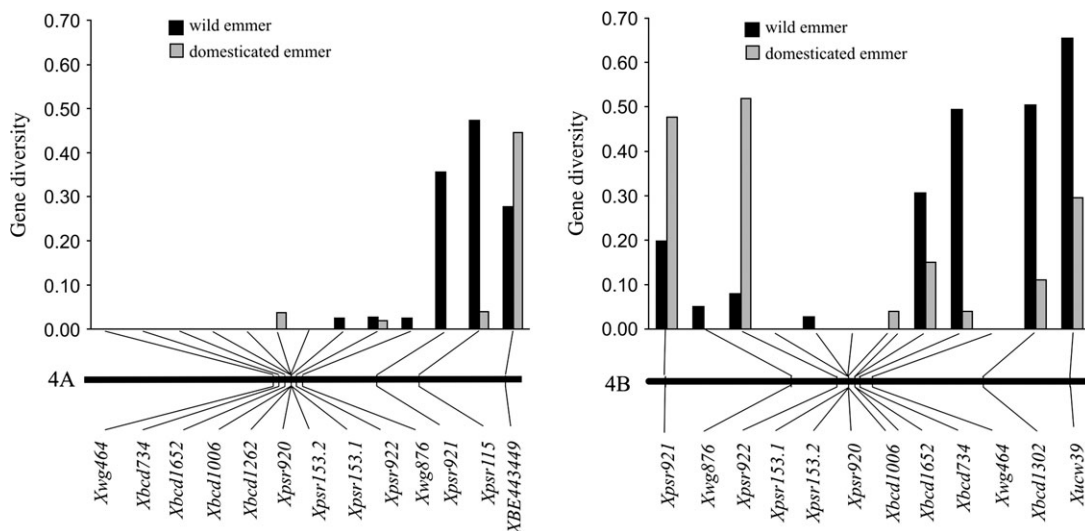 0.70
0.60
0.50
0.40
0.30
0.20
0.10
0.00
Gene diversity
wild emmer
domesticated emmer
4A
Xwg464
Xbcd734
Xbcd1652
Xbcd1006
Xbcd1262
Xpsr920
Xpsr153.2
Xpsr153.1
Xpsr922
Xwg876
Xpsr921
Xpsr115
XBE443449
0.70
0.60
0.50
0.40
0.30
0.20
0.10
0.00
Gene diversity
wild emmer
domesticated emmer
4B
Xpsr921
Xwg876
Xpsr922
Xpsr153.1
Xpsr153.2
Xpsr920
Xbcd1006
Xbcd1652
Xbcd734
Xwg464
Xbcd1302
Xucw39